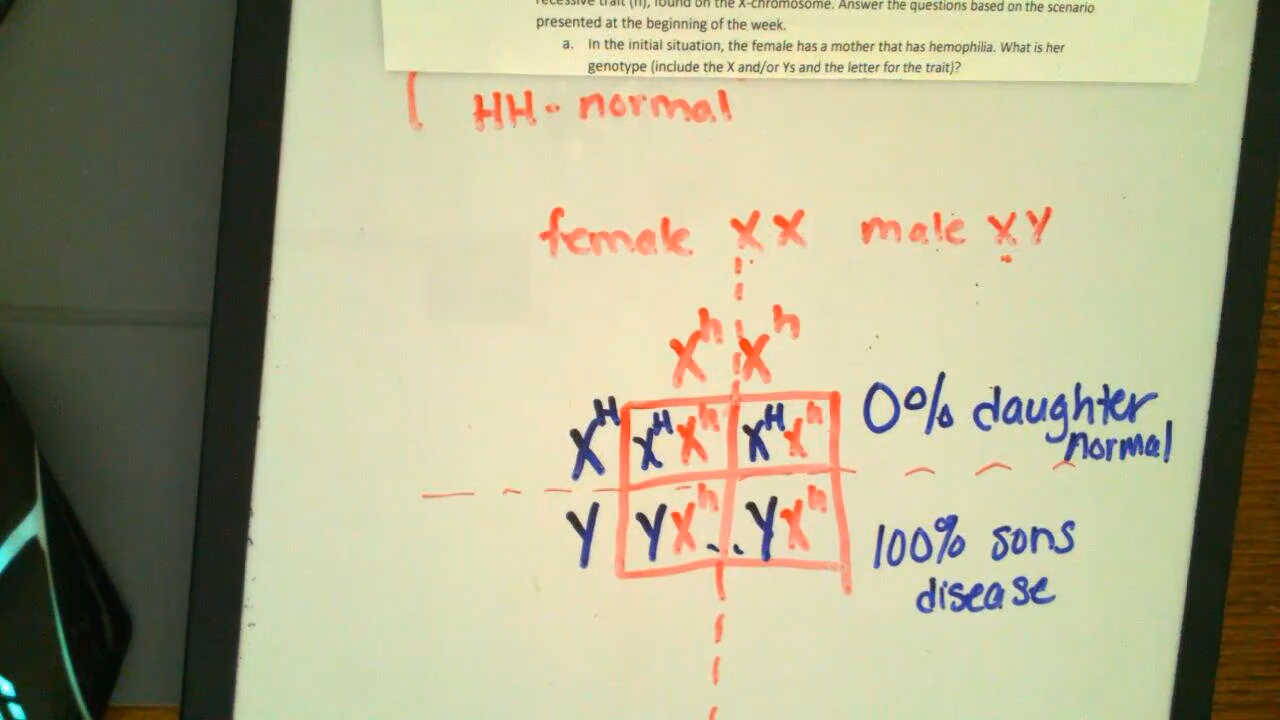 recessive trait (h), found on the X-chromosome. Answer the questions based on the scenario
presented at the beginning of the week.
a. In the initial situation, the female has a mother that has hemophilia. What is her
genotype (include the X and/or Ys and the letter for the trait)?
HH - normal
female XX male XY
X^h X^h
X^H X^H X^h X^H X^h
0% daughter
normal
Y Y X^h Y X^h
100% sons
disease